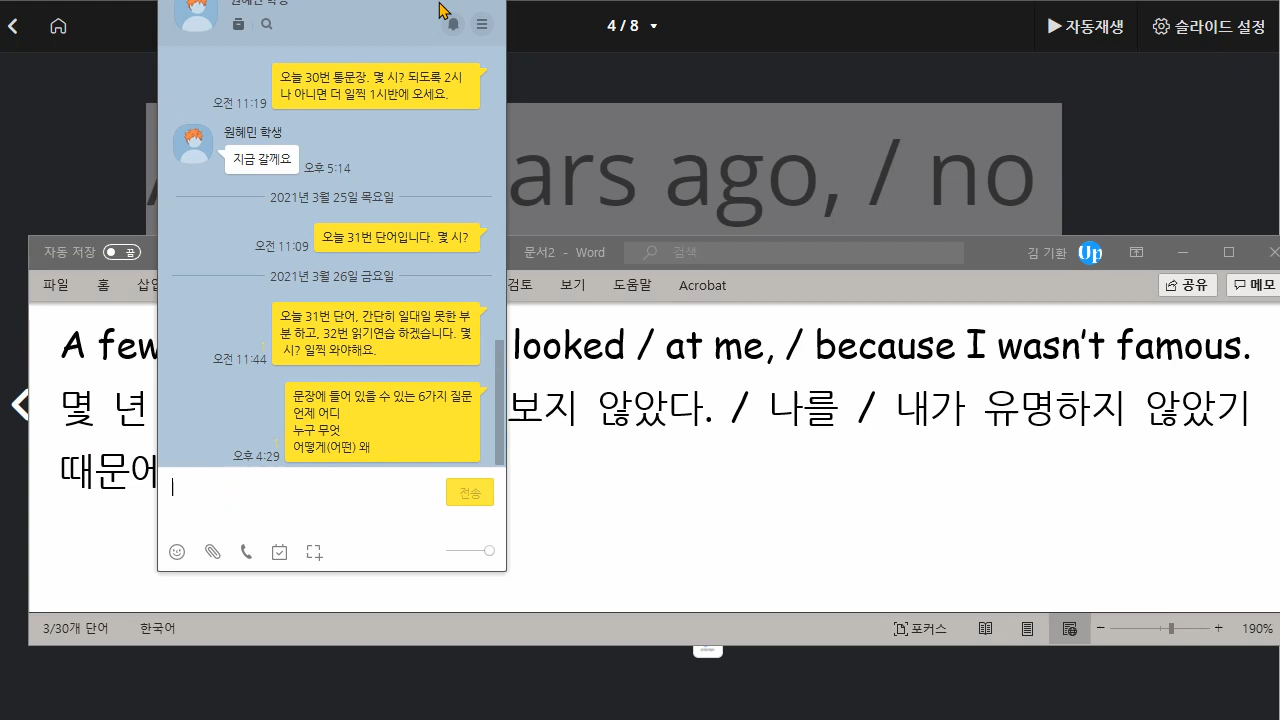 4 / 8
자동재생
슬라이드 설정
오늘 30번 통문장. 몇 시? 되도록 2시
나 아니면 더 일찍 1시반에 오세요.
오전 11:19
원혜민 학생
지금 갈께요
오후 5:14
2021년 3월 25일 목요일
오늘 31번 단어입니다. 몇 시?
오전 11:09
2021년 3월 26일 금요일
오늘 31번 단어, 간단히 일대일 못한 부
분 하고, 32번 읽기연습 하겠습니다. 몇
시? 일찍 와야해요.
1
오전 11:44
문장에 들어 있을 수 있는 6가지 질문
언제 어디
누구 무엇
어떻게(어떤) 왜
1
오후 4:29
전송
ars ago, / no
자동 저장
끔
문서2 - Word
검색
김 기환
Up
파일
홈
삽입
검토
보기
도움말
Acrobat
공유
메모
A few looked / at me, / because I wasn't famous.
몇 년 보지 않았다. / 나를 / 내가 유명하지 않았기
때문에
3/30개 단어
한국어
포커스
190%